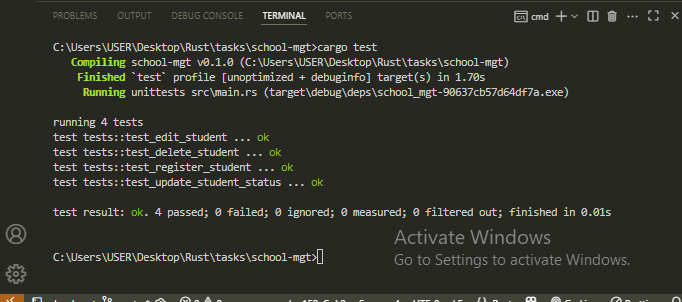 PROBLEMS OUTPUT DEBUG CONSOLE TERMINAL PORTS cmd
C:\Users\USER\Desktop\Rust\tasks\school-mgt>cargo test
Compiling school-mgt v0.1.0 (C:\Users\USER\Desktop\Rust\tasks\school-mgt)
Finished `test` profile [unoptimized + debuginfo] target(s) in 1.70s
Running unittests src\main.rs (target\debug\deps\school_mgt-90637cb57d64df7a.exe)
running 4 tests
test tests::test_edit_student ... ok
test tests::test_delete_student ... ok
test tests::test_register_student ... ok
test tests::test_update_student_status ... ok
test result: ok. 4 passed; 0 failed; 0 ignored; 0 measured; 0 filtered out; finished in 0.01s
C:\Users\USER\Desktop\Rust\tasks\school-mgt>
Activate Windows
Go to Settings to activate Windows.